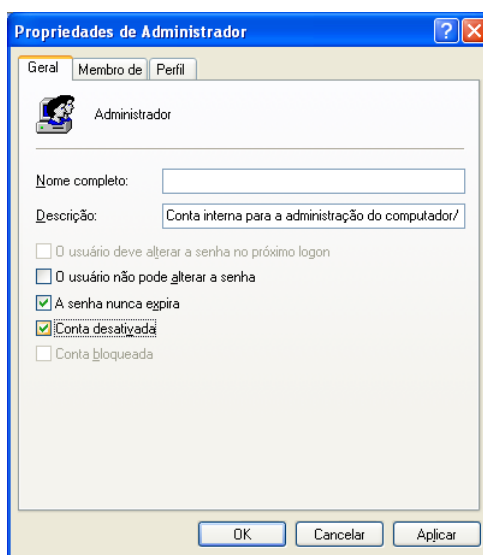 Propriedades de Administrador
Geral Membro de Perfil
Administrador
Nome completo:
Descrição: Conta interna para a administração do computador/
O usuário deve alterar a senha no próximo logon
O usuário não pode alterar a senha
A senha nunca expira
Conta desativada
Conta bloqueada
OK Cancelar Aplicar